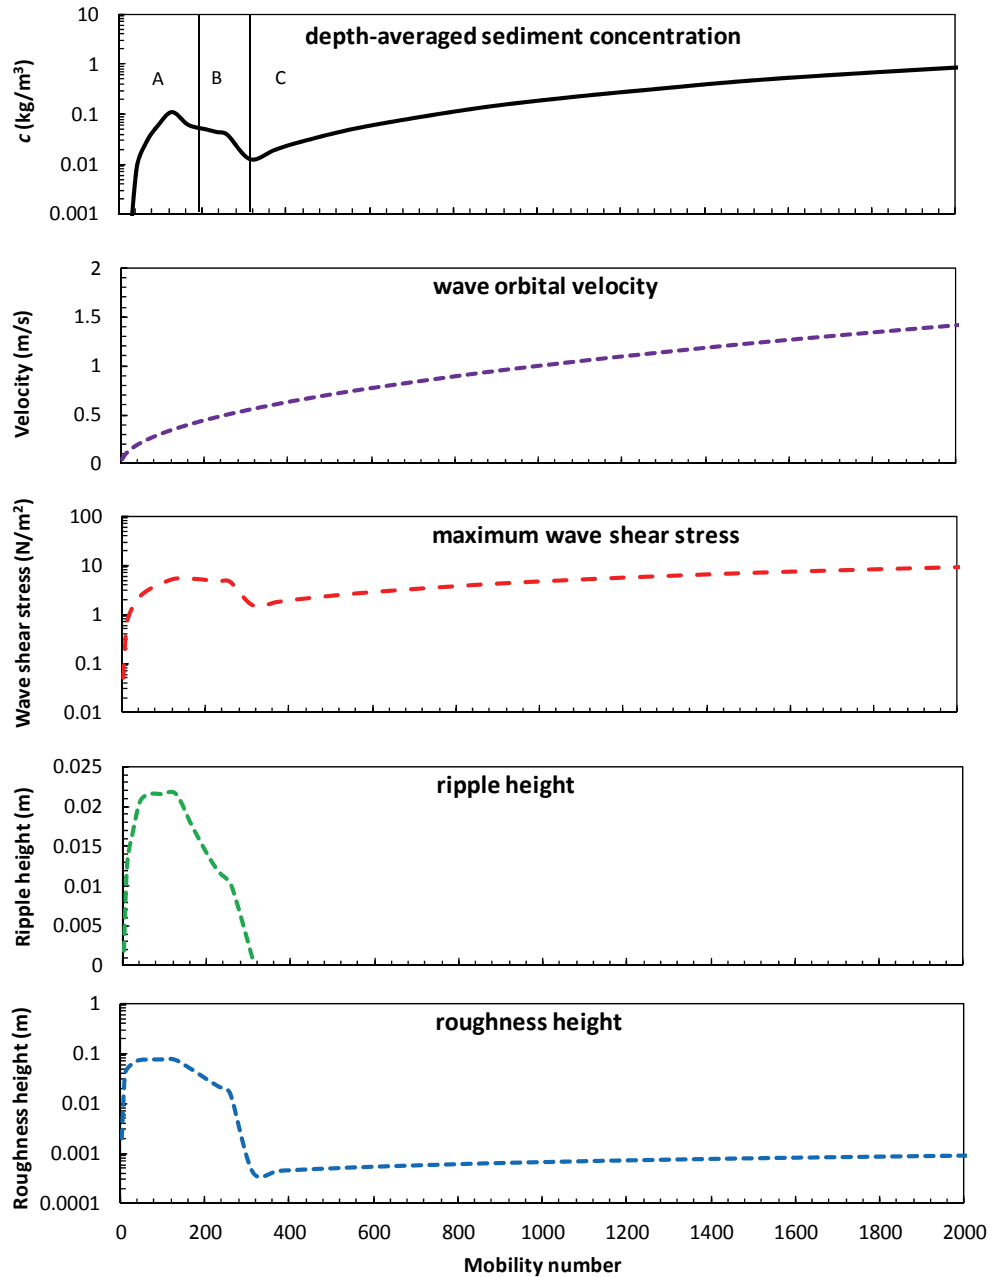 depth-averaged sediment concentration
c (kg/m³)
10
1
0.1
0.01
0.001
A
B
C
wave orbital velocity
Velocity (m/s)
2
1.5
1
0.5
0
maximum wave shear stress
Wave shear stress (N/m²)
100
10
1
0.1
0.01
ripple height
Ripple height (m)
0.025
0.02
0.015
0.01
0.005
0
roughness height
Roughness height (m)
1
0.1
0.01
0.001
0.0001
0 200 400 600 800 1000 1200 1400 1600 1800 2000
Mobility number